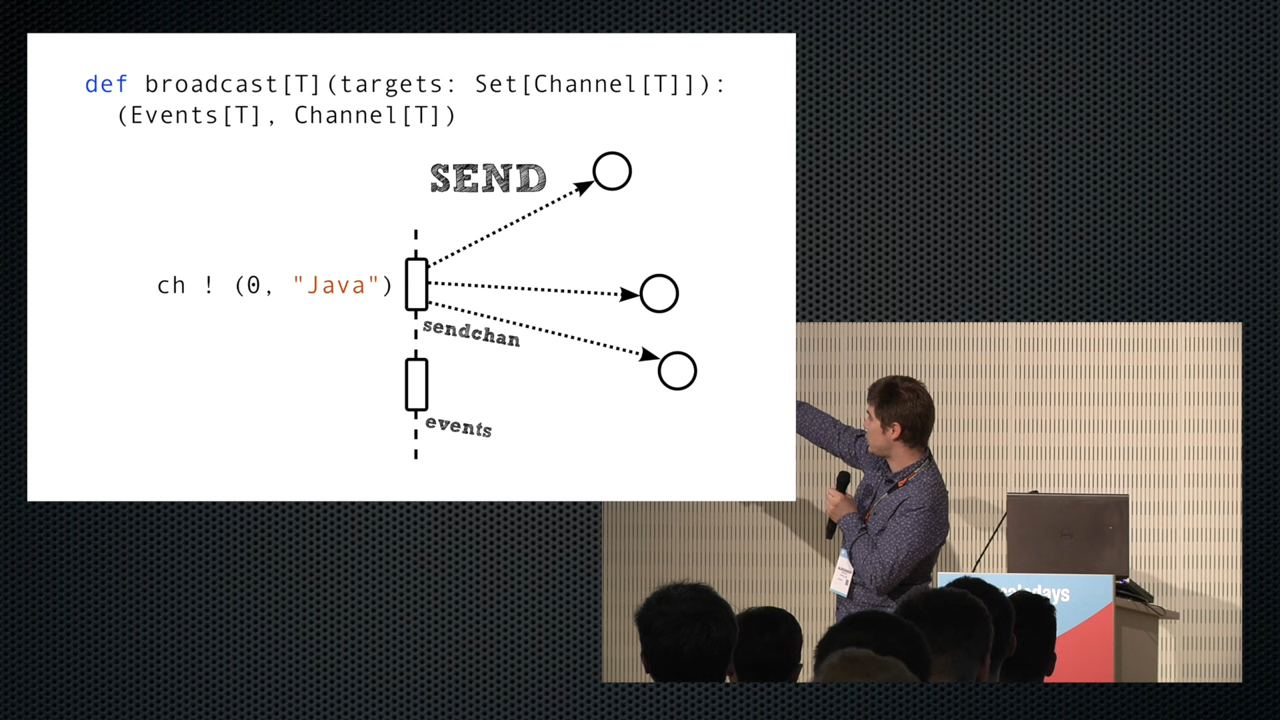 def broadcast[T](targets: Set[Channel[T]]):
(Events[T], Channel[T])
SEND
ch ! (0, "Java")
sendchan
events